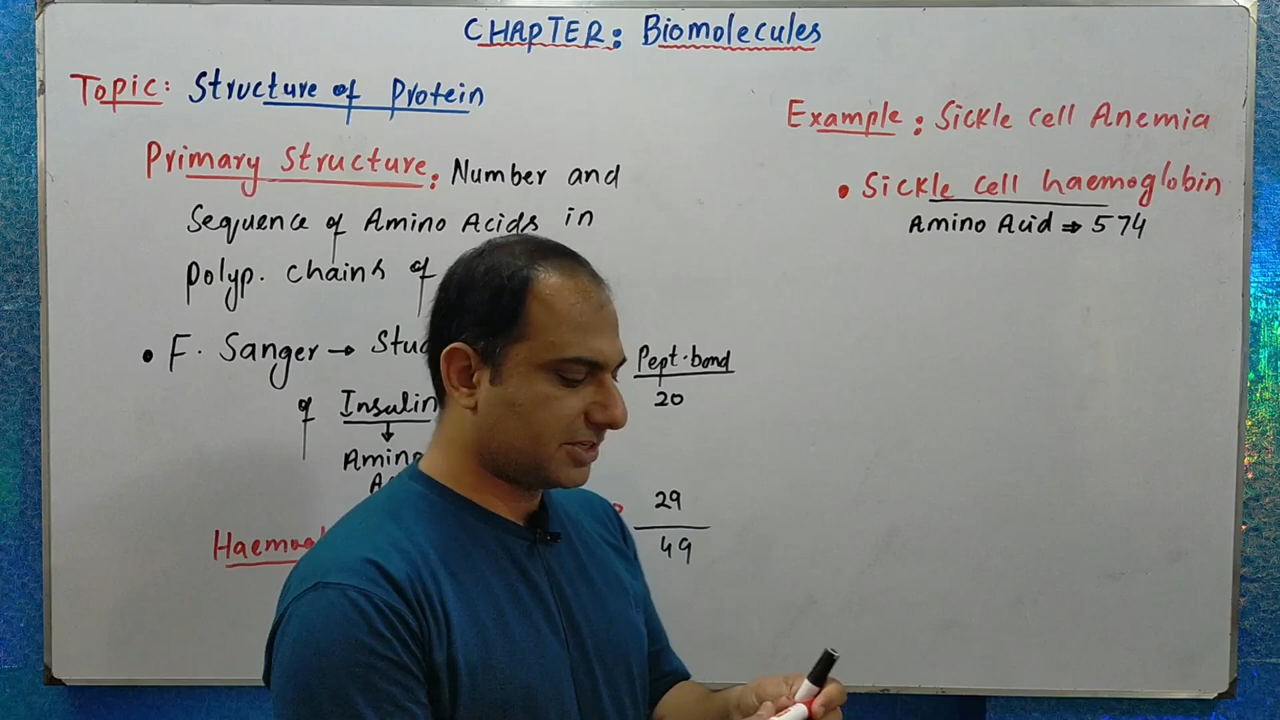 CHAPTER: Biomolecules
Topic: Structure of Protein
Primary Structure: Number and
Sequence of Amino Acids in
polyp. chains of
• F. Sanger → Stu
of Insulin
↓
Amino
Pept. bond
20
29
49
Haemo
Example: Sickle cell Anemia
• Sickle cell haemoglobin
Amino Acid ⇒ 574